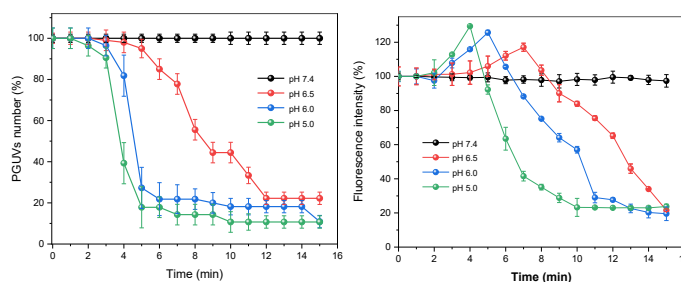 PGUVs number (%)
100
80
60
40
20
0
pH 7.4
pH 6.5
pH 6.0
pH 5.0
0 2 4 6 8 10 12 14 16
Time (min)
Fluorescence intensity (%)
140
120
100
80
60
40
20
0
pH 7.4
pH 6.5
pH 6.0
pH 5.0
0 2 4 6 8 10 12 14 16
Time (min)